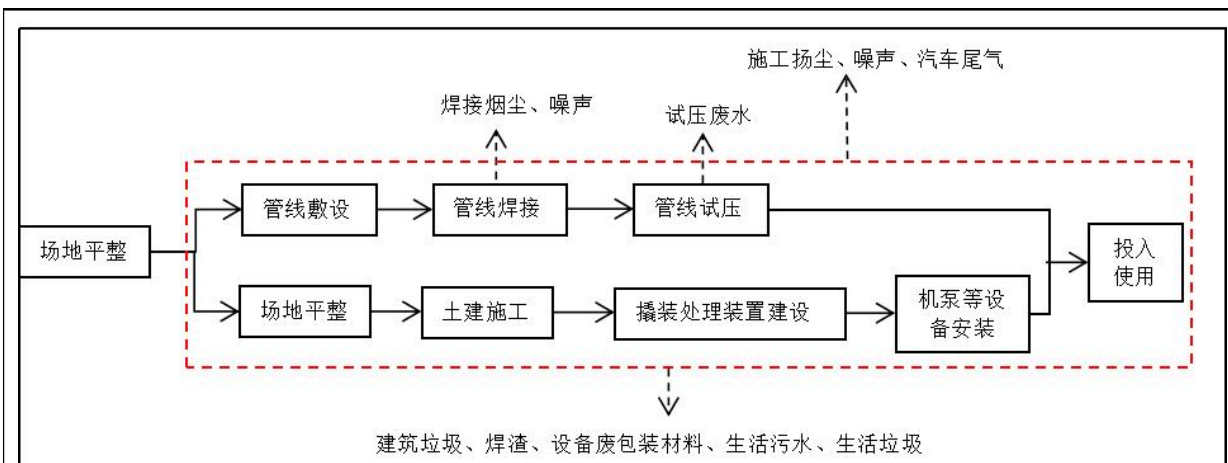 施工扬尘、噪声、汽车尾气
焊接烟尘、噪声
试压废水
管线敷设
管线焊接
管线试压
场地平整
投入
使用
场地平整
土建施工
撬装处理装置建设
机泵等设
备安装
建筑垃圾、焊渣、设备废包装材料、生活污水、生活垃圾